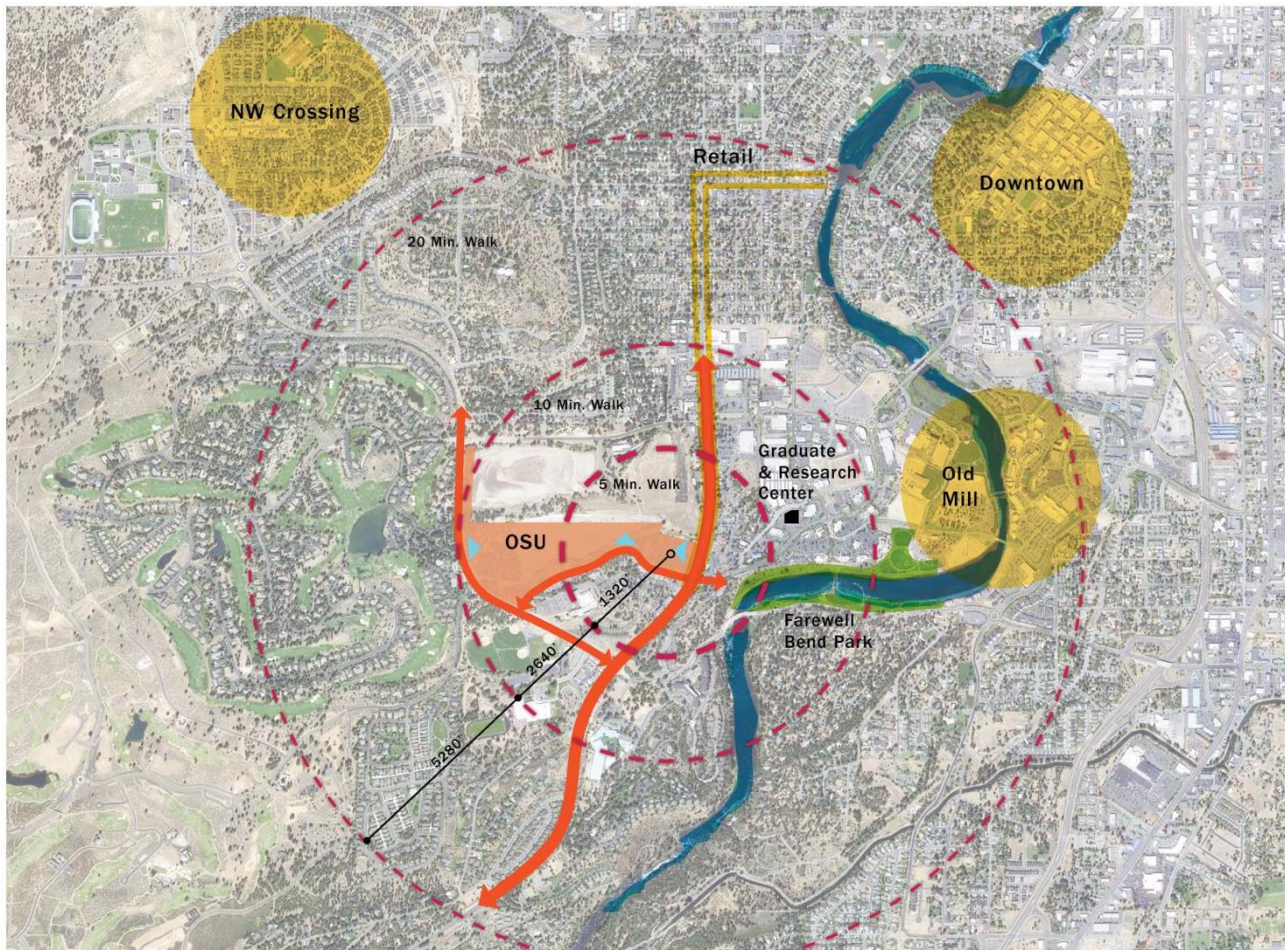 NW Crossing
Retail
Downtown
20 Min. Walk
10 Min. Walk
Graduate
& Research
Center
5 Min. Walk
Old
Mill
OSU
1320'
Farewell
Bend Park
2640'
5280'